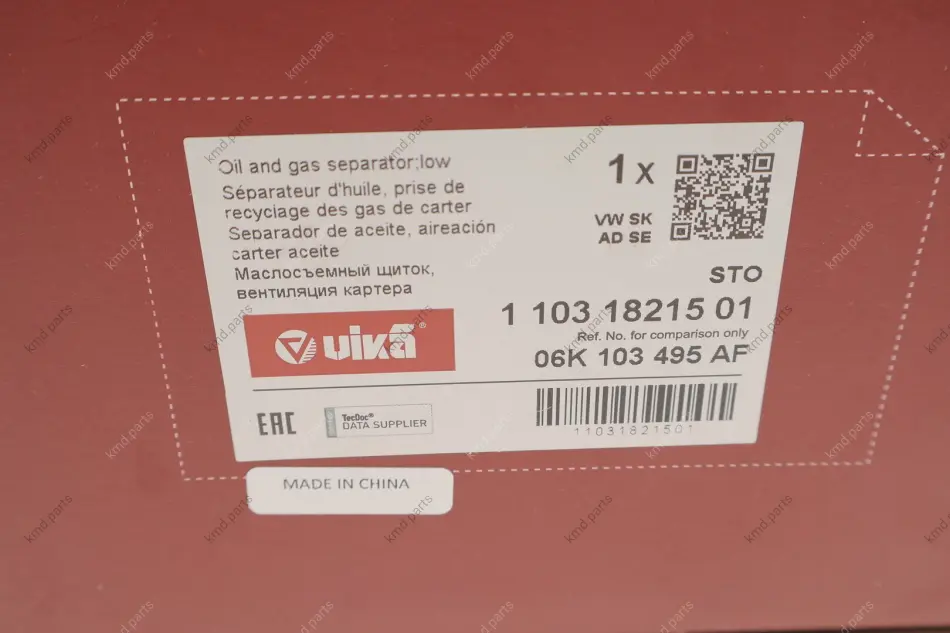 Oil and gas separator;low
Séparateur d'huile, prise de
recyclage des gas de carter
Separador de aceite, aireación
carter aceite
Маслосъемный щиток,
вентиляция картера
1 x
VW SK
AD SE
STO
1 103 18215 01
Ref. No. for comparison only
06K 103 495 AF
vika®
EAC
TecDoc®
DATA SUPPLIER
11031821501
MADE IN CHINA
kmd.parts